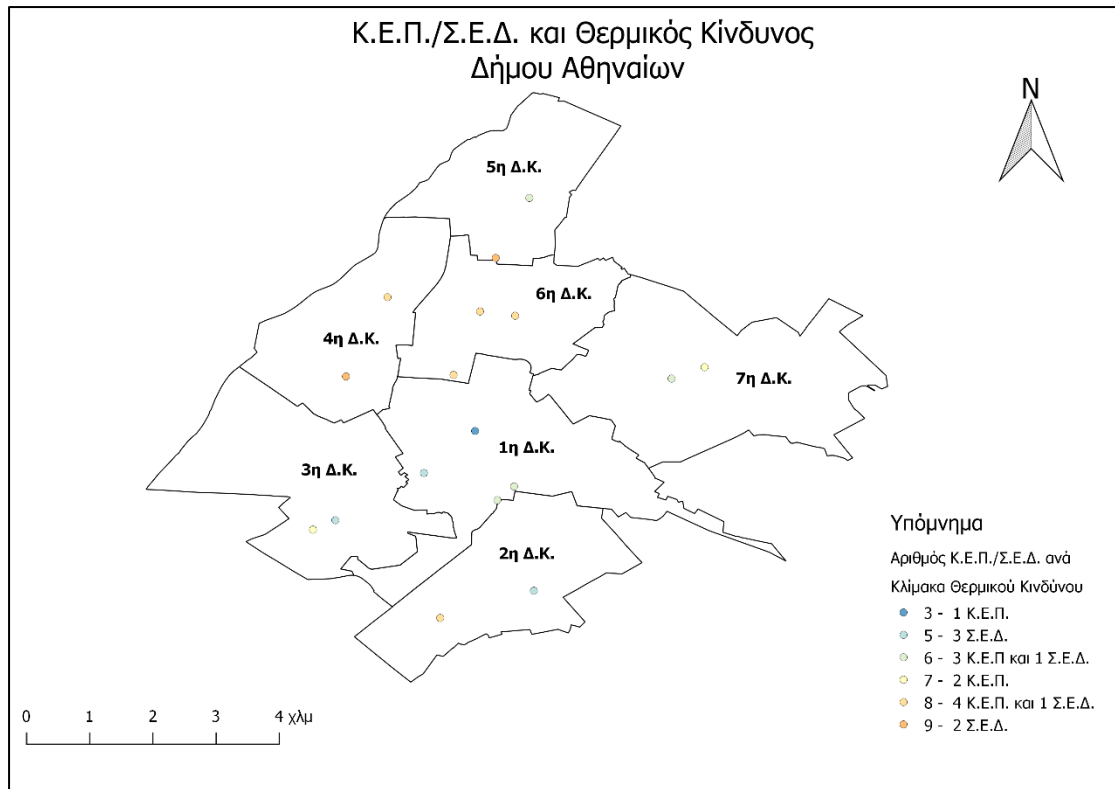 Κ.Ε.Π./Σ.Ε.Δ. και Θερμικός Κίνδυνος
Δήμου Αθηναίων
N
5η Δ.Κ.
6η Δ.Κ.
4η Δ.Κ.
7η Δ.Κ.
1η Δ.Κ.
3η Δ.Κ.
2η Δ.Κ.
Υπόμνημα
Αριθμός Κ.Ε.Π./Σ.Ε.Δ. ανά
Κλίμακα Θερμικού Κινδύνου
3 - 1 Κ.Ε.Π.
5 - 3 Σ.Ε.Δ.
6 - 3 Κ.Ε.Π και 1 Σ.Ε.Δ.
7 - 2 Κ.Ε.Π.
8 - 4 Κ.Ε.Π. και 1 Σ.Ε.Δ.
9 - 2 Σ.Ε.Δ.
0 1 2 3 4 χλμ